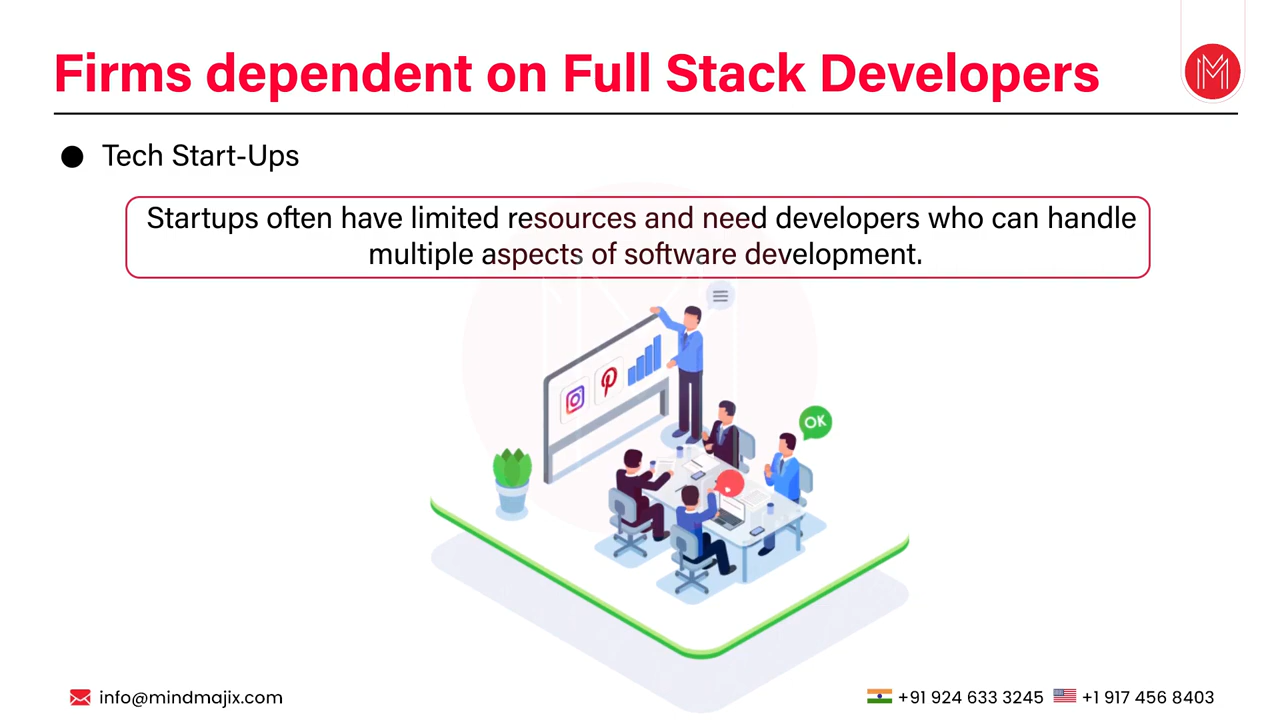 Firms dependent on Full Stack Developers
● Tech Start-Ups
Startups often have limited resources and need developers who can handle
multiple aspects of software development.
OK
info@mindmajix.com
+91 924 633 3245
+1 917 456 8403